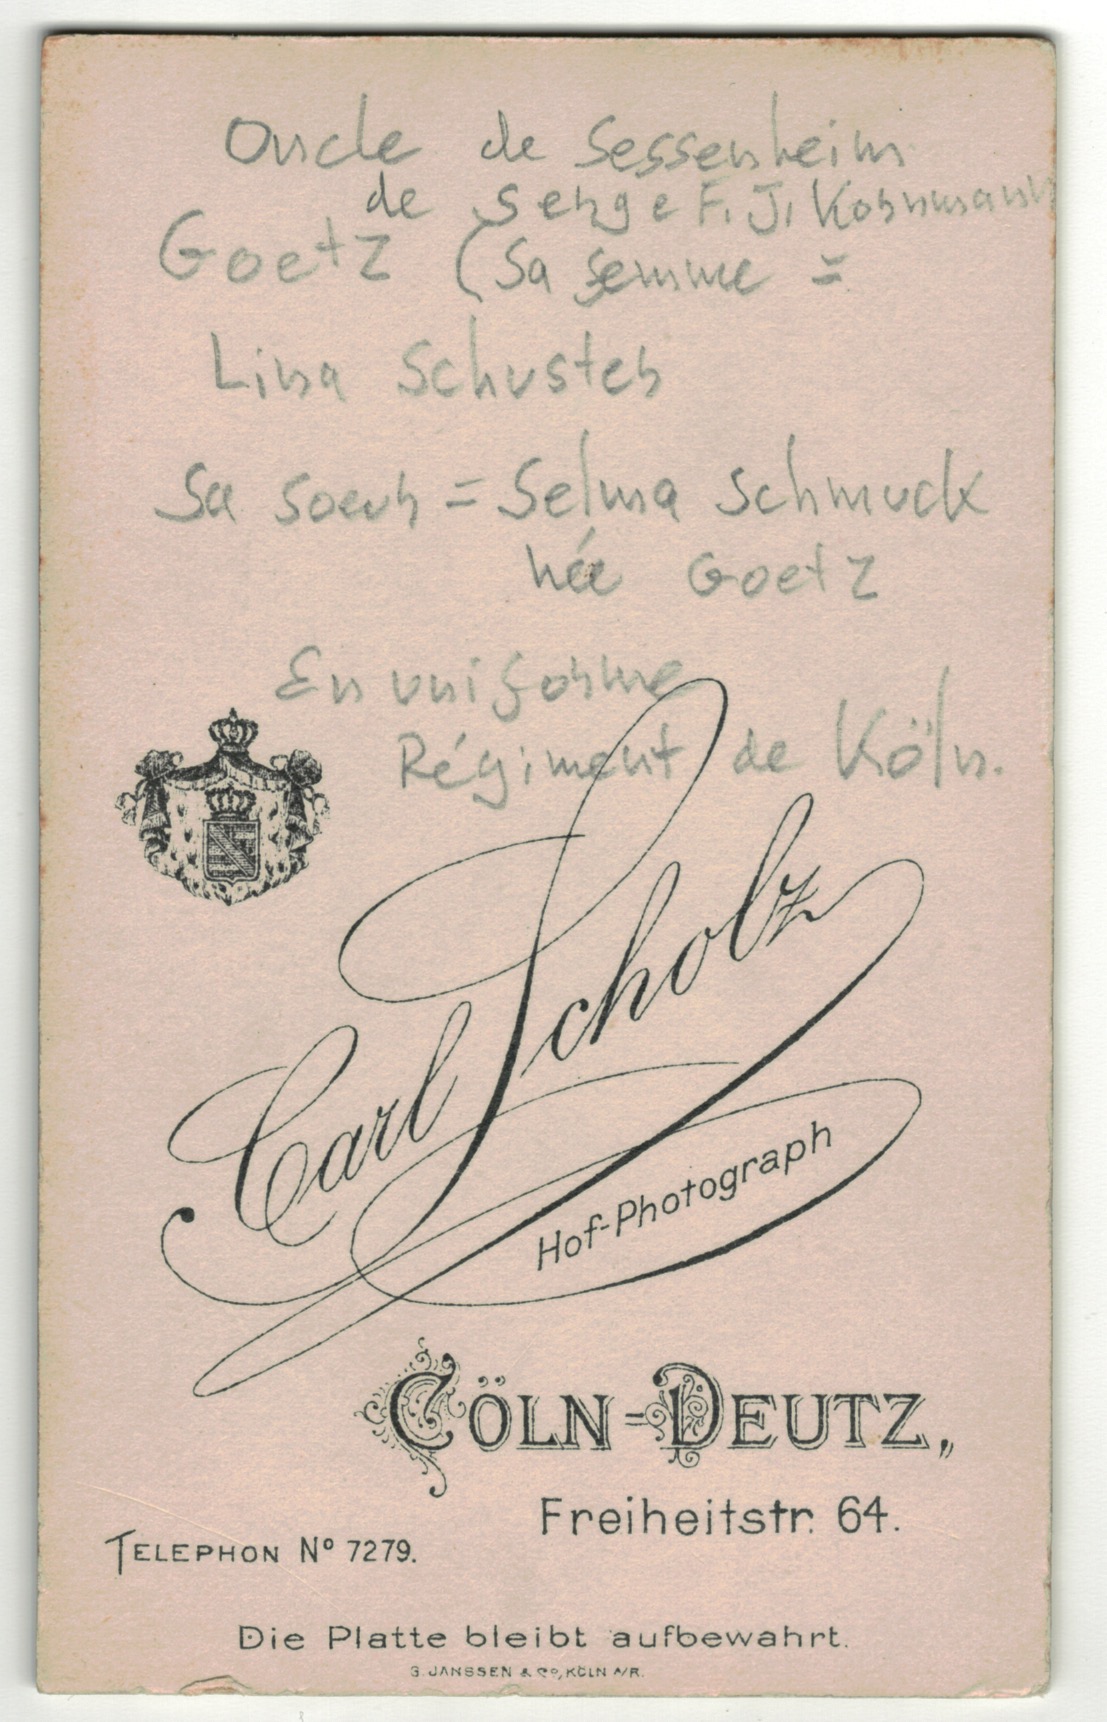 Oncle de Sessenheim
de Serge F. J. Kornmann
Goetz (Sa femme =
Lina Schuster
Sa soeur = Selma Schmuck
née Goetz
En uniforme
Régiment de Köln.
Carl Scholz
Hof-Photograph
CÖLN-DEUTZ,,
Freiheitstr. 64.
TELEPHON No 7279.
Die Platte bleibt aufbewahrt.
G. JANSSEN & Co, KÖLN A/R.